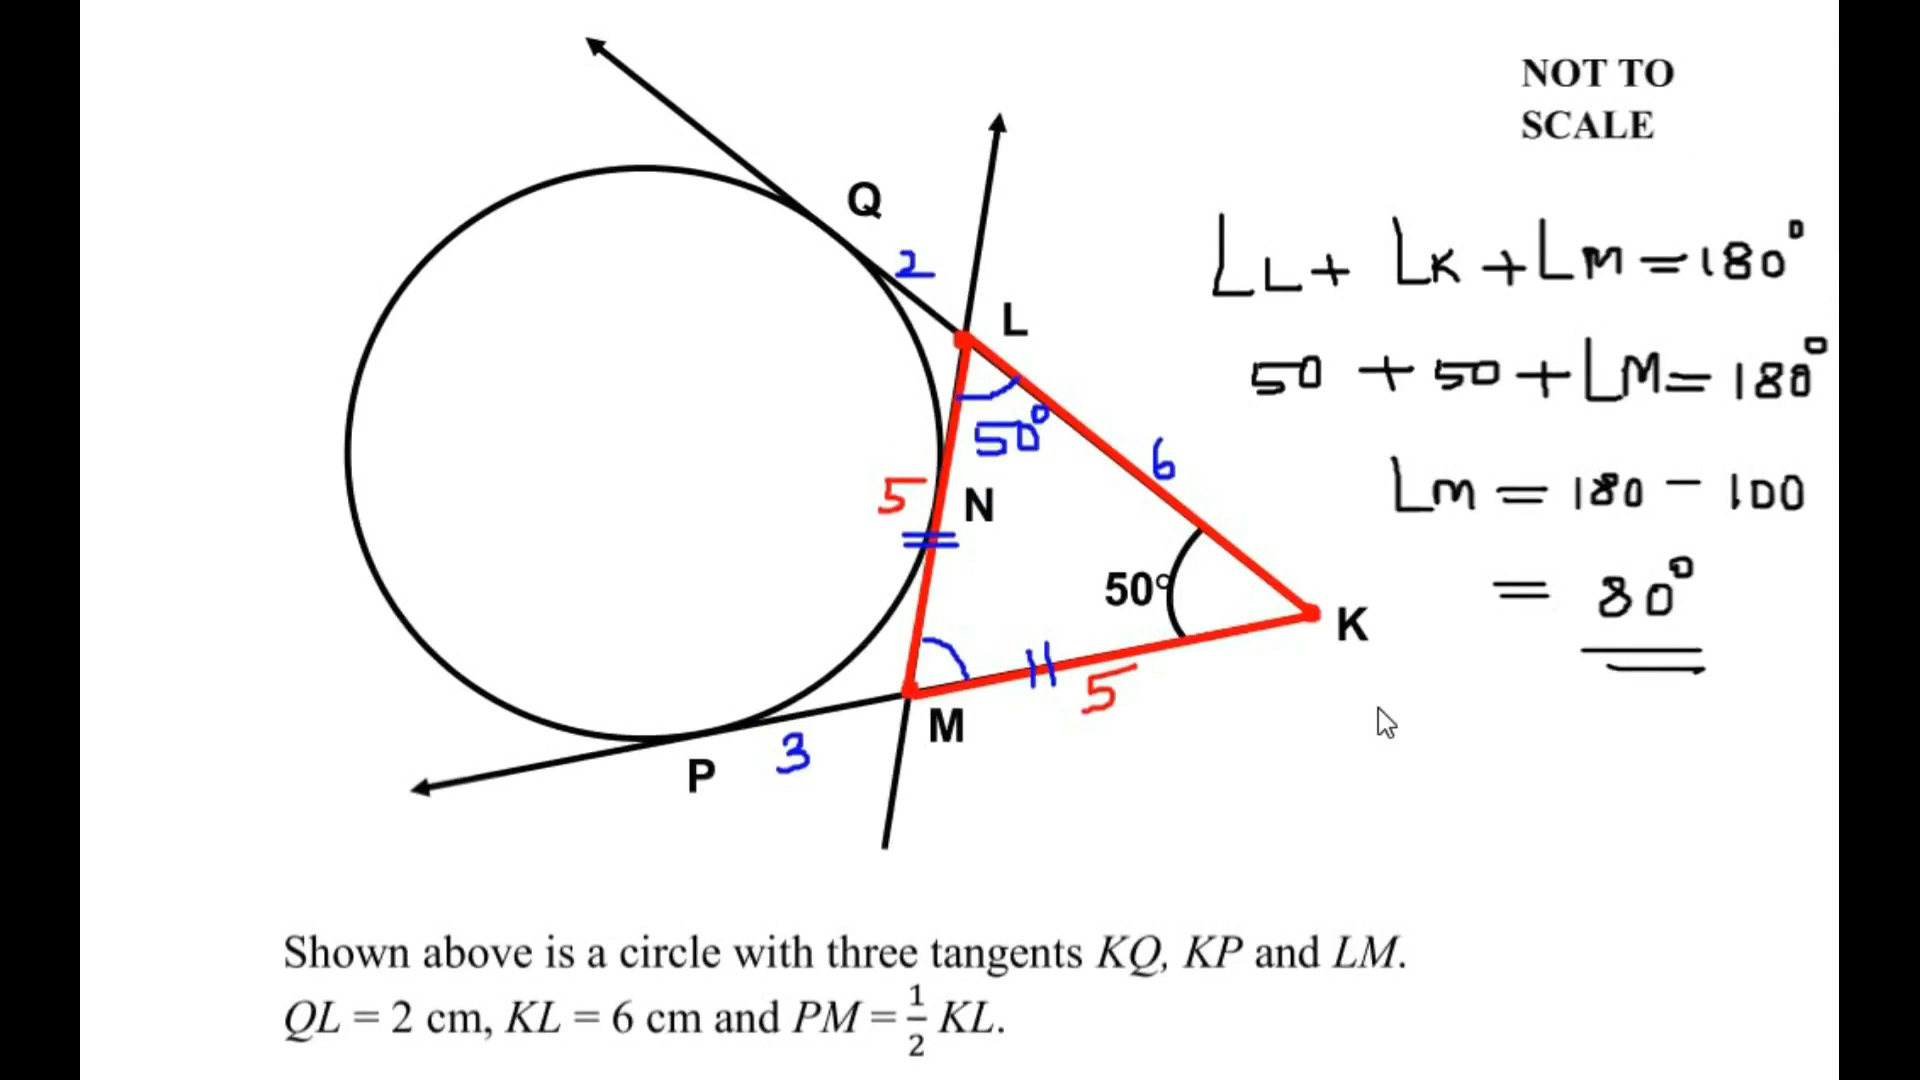 NOT TO
SCALE
Q
2
L
∠L + ∠K + ∠M = 180°
50 + 50 + ∠M = 180°
50°
6
5
N
∠M = 180 - 100
50°
K
= 80°
5
M
3
P
Shown above is a circle with three tangents KQ, KP and LM.
QL = 2 cm, KL = 6 cm and PM = 1/2 KL.